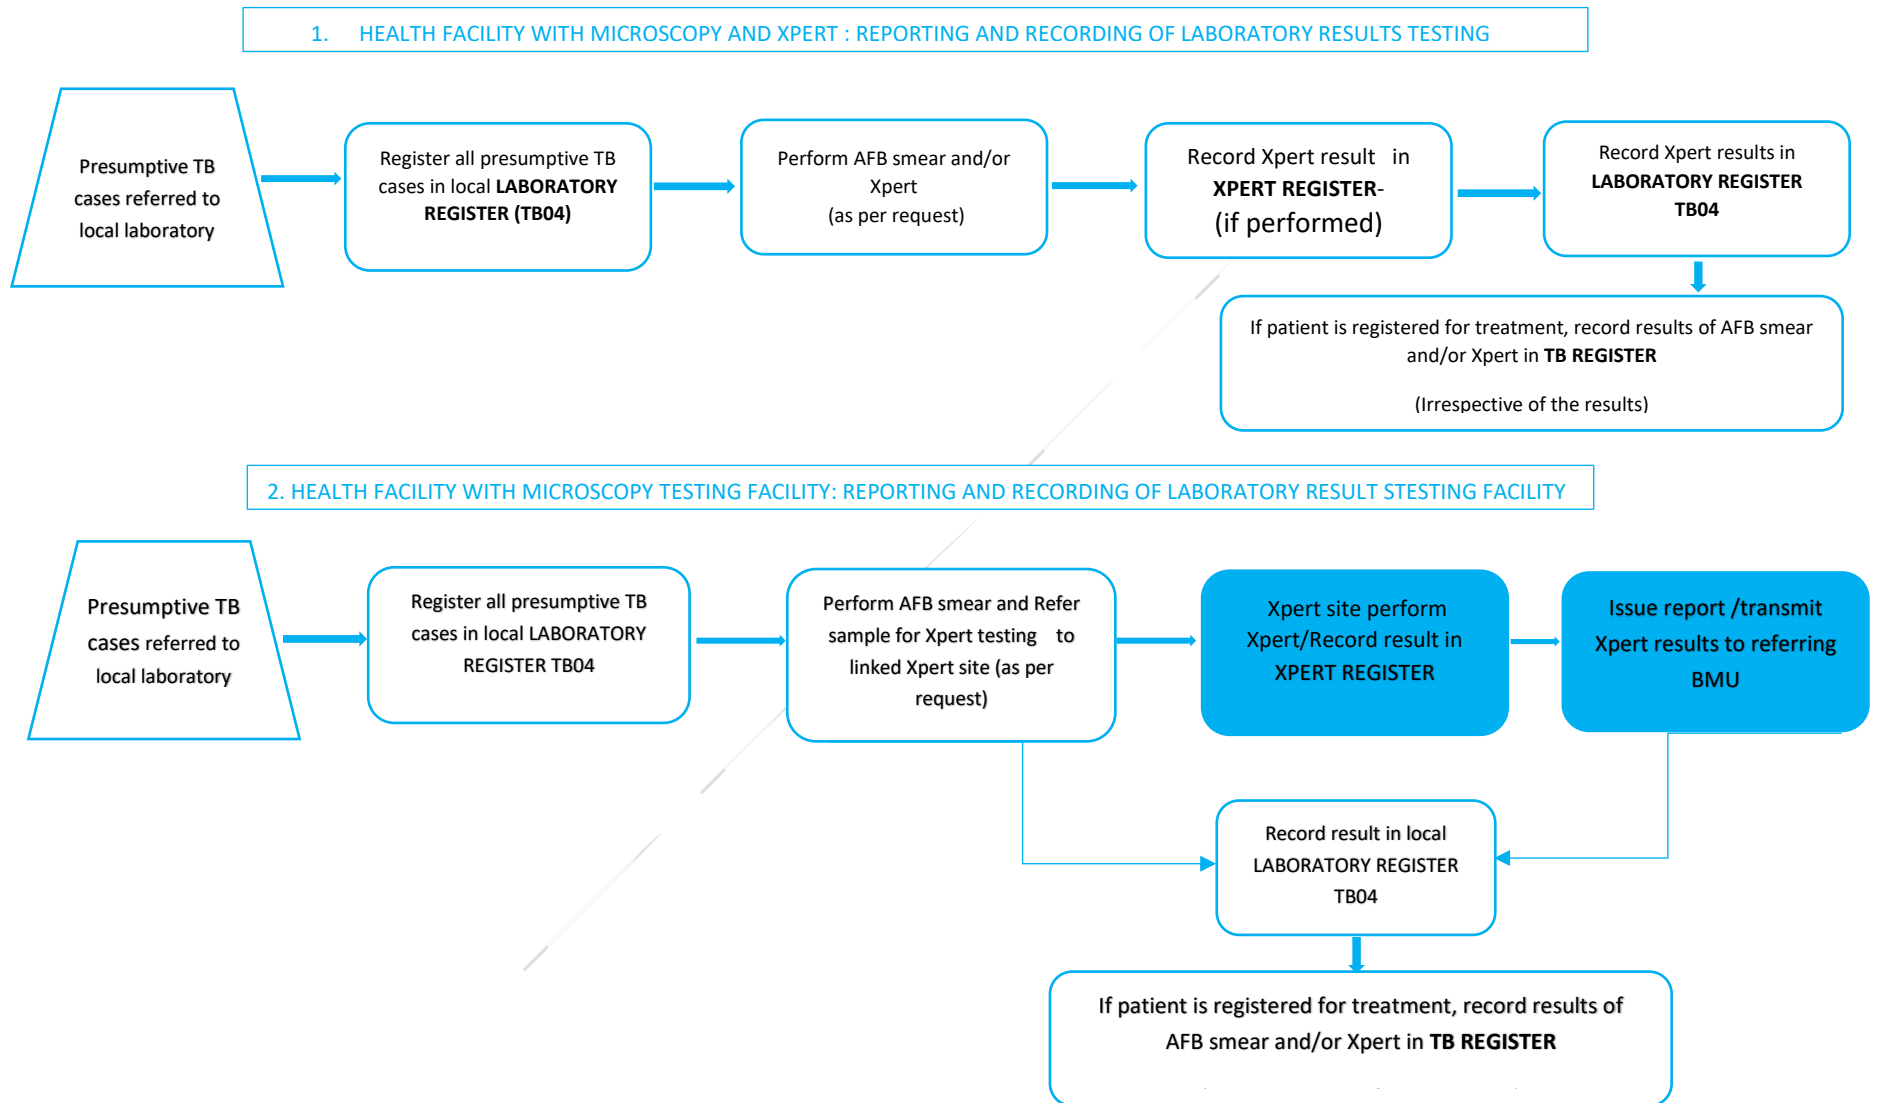 1. HEALTH FACILITY WITH MICROSCOPY AND XPERT : REPORTING AND RECORDING OF LABORATORY RESULTS TESTING
Presumptive TB
cases referred to
local laboratory
Register all presumptive TB
cases in local LABORATORY
REGISTER (TB04)
Perform AFB smear and/or
Xpert
(as per request)
Record Xpert result in
XPERT REGISTER-
(if performed)
Record Xpert results in
LABORATORY REGISTER
TB04
If patient is registered for treatment, record results of AFB smear
and/or Xpert in TB REGISTER
(Irrespective of the results)
2. HEALTH FACILITY WITH MICROSCOPY TESTING FACILITY: REPORTING AND RECORDING OF LABORATORY RESULT STESTING FACILITY
Presumptive TB
cases referred to
local laboratory
Register all presumptive TB
cases in local LABORATORY
REGISTER TB04
Perform AFB smear and Refer
sample for Xpert testing to
linked Xpert site (as per
request)
Xpert site perform
Xpert/Record result in
XPERT REGISTER
Issue report /transmit
Xpert results to referring
BMU
Record result in local
LABORATORY REGISTER
TB04
If patient is registered for treatment, record results of
AFB smear and/or Xpert in TB REGISTER